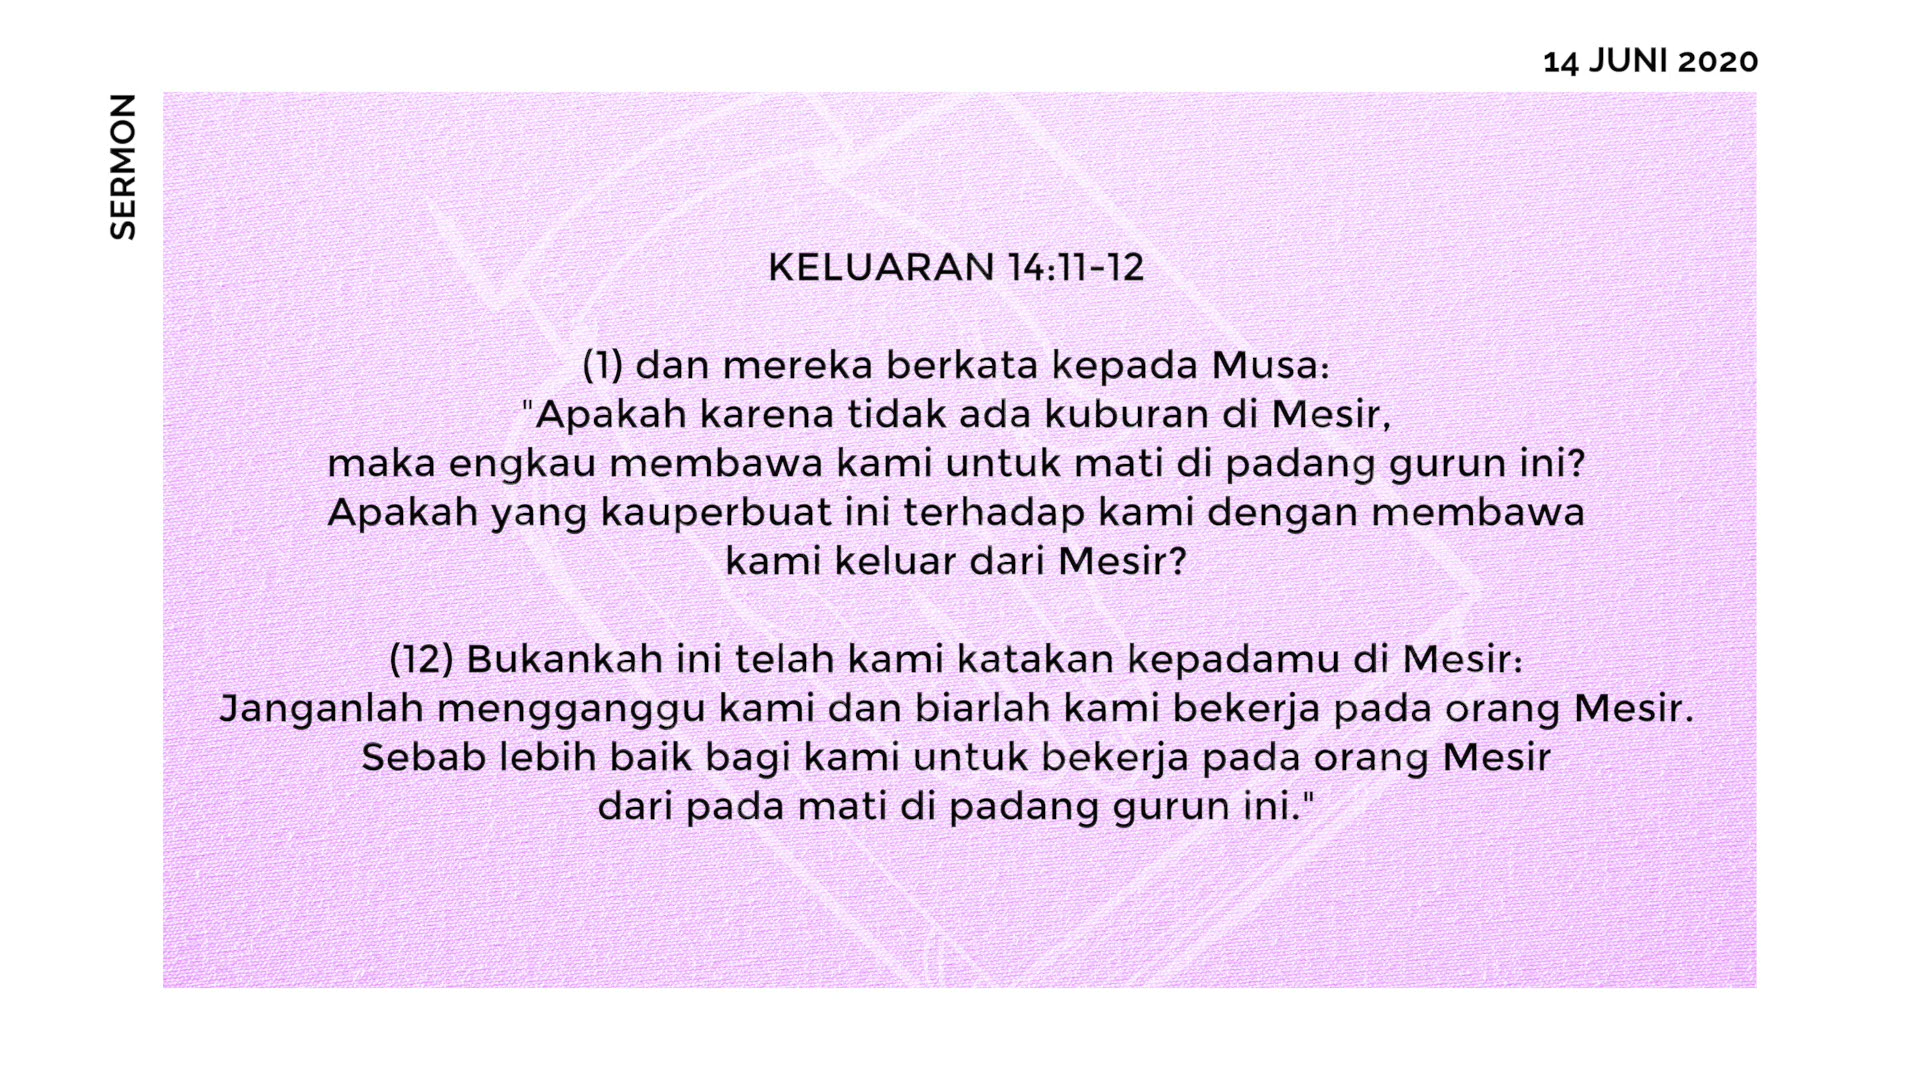 14 JUNI 2020
SERMON
KELUARAN 14:11-12
(1) dan mereka berkata kepada Musa:
"Apakah karena tidak ada kuburan di Mesir,
maka engkau membawa kami untuk mati di padang gurun ini?
Apakah yang kauperbuat ini terhadap kami dengan membawa
kami keluar dari Mesir?
(12) Bukankah ini telah kami katakan kepadamu di Mesir:
Janganlah mengganggu kami dan biarlah kami bekerja pada orang Mesir.
Sebab lebih baik bagi kami untuk bekerja pada orang Mesir
dari pada mati di padang gurun ini."